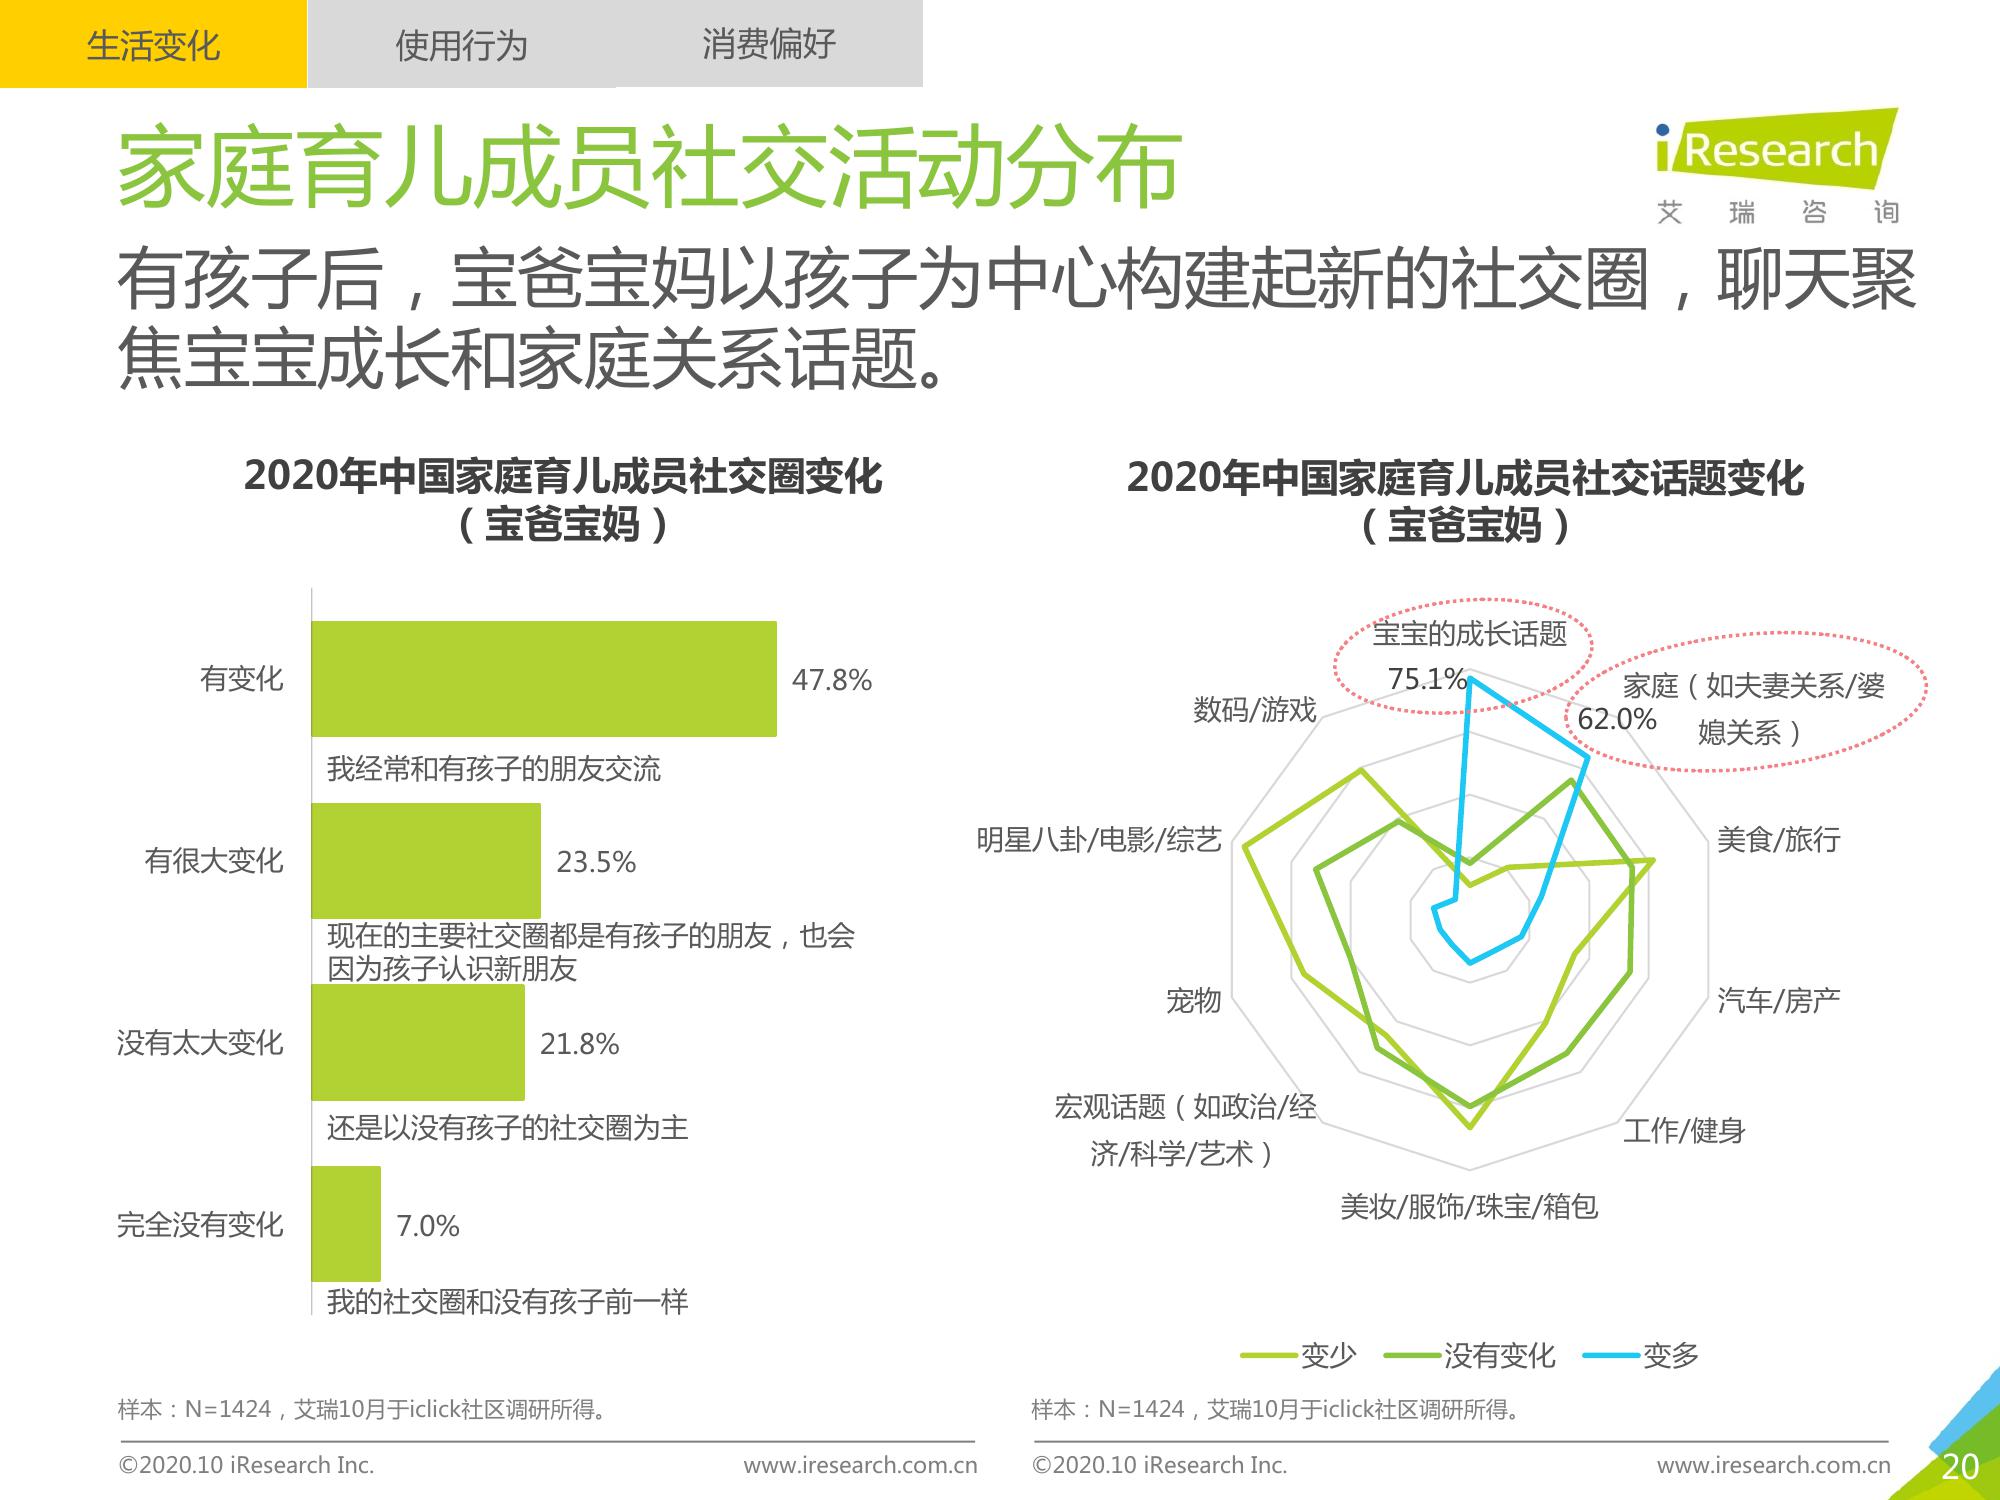 生活变化
使用行为
消费偏好
家庭育儿成员社交活动分布
iResearch
艾 瑞 咨 询
有孩子后，宝爸宝妈以孩子为中心构建起新的社交圈，聊天聚
焦宝宝成长和家庭关系话题。
2020年中国家庭育儿成员社交圈变化
（宝爸宝妈）
有变化
47.8%
我经常和有孩子的朋友交流
有很大变化
23.5%
现在的主要社交圈都是有孩子的朋友，也会
因为孩子认识新朋友
没有太大变化
21.8%
还是以没有孩子的社交圈为主
完全没有变化
7.0%
我的社交圈和没有孩子前一样
样本：N=1424，艾瑞10月于iclick社区调研所得。
©2020.10 iResearch Inc.
www.iresearch.com.cn
2020年中国家庭育儿成员社交话题变化
（宝爸宝妈）
宝宝的成长话题
75.1%
家庭（如夫妻关系/婆
媳关系）
62.0%
数码/游戏
明星八卦/电影/综艺
美食/旅行
宠物
汽车/房产
宏观话题（如政治/经
济/科学/艺术）
工作/健身
美妆/服饰/珠宝/箱包
变少
没有变化
变多
样本：N=1424，艾瑞10月于iclick社区调研所得。
©2020.10 iResearch Inc.
www.iresearch.com.cn
20